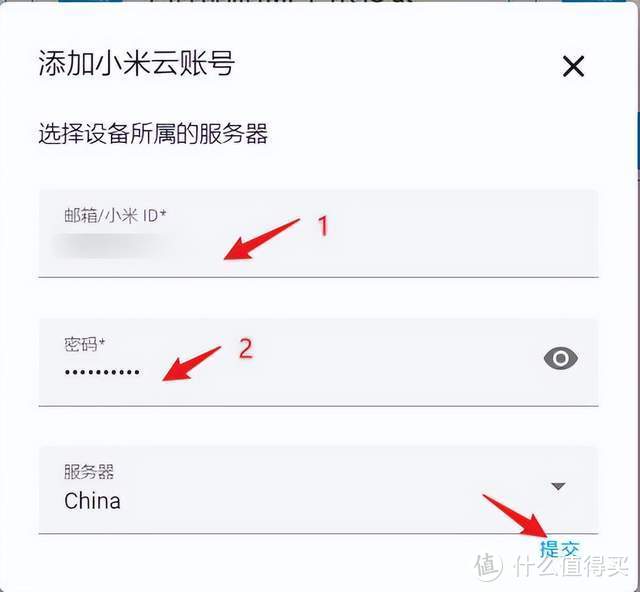 添加小米云账号
选择设备所属的服务器
邮箱/小米 ID*
1
密码*
2
••••••••••
服务器
China
提交
值 什么值得买